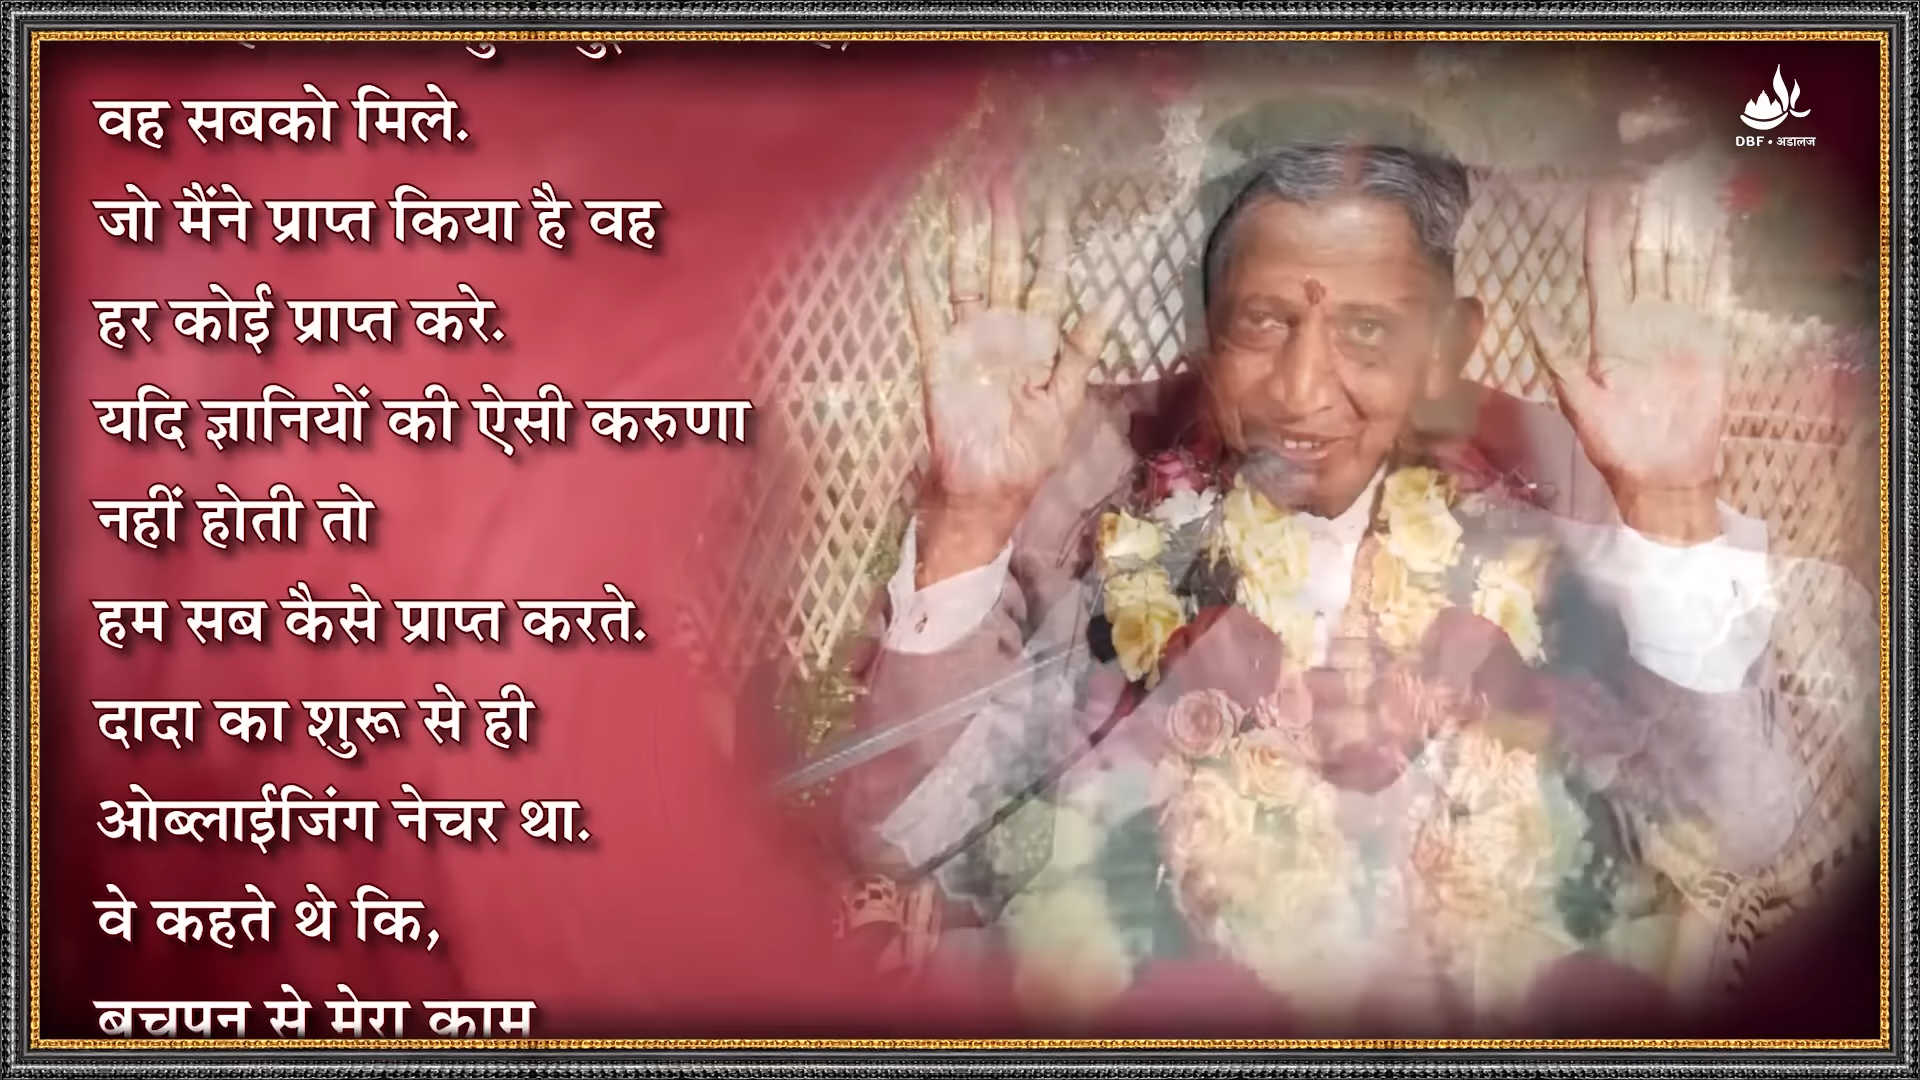 वह सबको मिले.
जो मैंने प्राप्त किया है वह
हर कोई प्राप्त करे.
यदि ज्ञानियों की ऐसी करुणा
नहीं होती तो
हम सब कैसे प्राप्त करते.
दादा का शुरू से ही
ओब्लाईजिंग नेचर था.
वे कहते थे कि,
बचपन से मेरा काम
DBF • अडालज